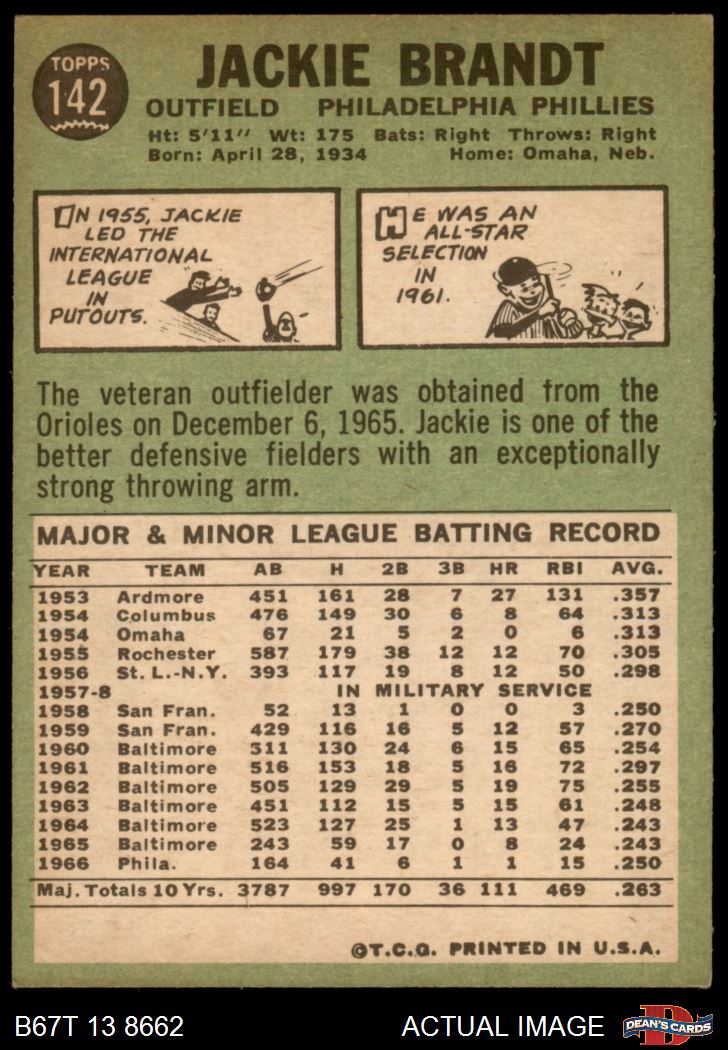 TOPPS
142
JACKIE BRANDT
OUTFIELD PHILADELPHIA PHILLIES
Ht: 5'11" Wt: 175 Bats: Right Throws: Right
Born: April 28, 1934 Home: Omaha, Neb.
IN 1955, JACKIE
LED THE
INTERNATIONAL
LEAGUE
IN
PUTOUTS.
HE WAS AN
ALL-STAR
SELECTION
IN
1961.
The veteran outfielder was obtained from the
Orioles on December 6, 1965. Jackie is one of the
better defensive fielders with an exceptionally
strong throwing arm.
MAJOR & MINOR LEAGUE BATTING RECORD
YEAR TEAM AB H 2B 3B HR RBI AVG.
1953 Ardmore 451 161 28 7 27 131 .357
1954 Columbus 476 149 30 6 8 64 .313
1954 Omaha 67 21 5 2 0 6 .313
1955 Rochester 587 179 38 12 12 70 .305
1956 St. L.-N.Y. 393 117 19 8 12 50 .298
1957-8 IN MILITARY SERVICE
1958 San Fran. 52 13 1 0 0 3 .250
1959 San Fran. 429 116 16 5 12 57 .270
1960 Baltimore 511 130 24 6 15 65 .254
1961 Baltimore 516 153 18 5 16 72 .297
1962 Baltimore 505 129 29 5 19 75 .255
1963 Baltimore 451 112 15 5 15 61 .248
1964 Baltimore 523 127 25 1 13 47 .243
1965 Baltimore 243 59 17 0 8 24 .243
1966 Phila. 164 41 6 1 1 15 .250
Maj. Totals 10 Yrs. 3787 997 170 36 111 469 .263
©T.C.G. PRINTED IN U.S.A.
B67T 13 8662 ACTUAL IMAGE
D
DEAN'S CARDS